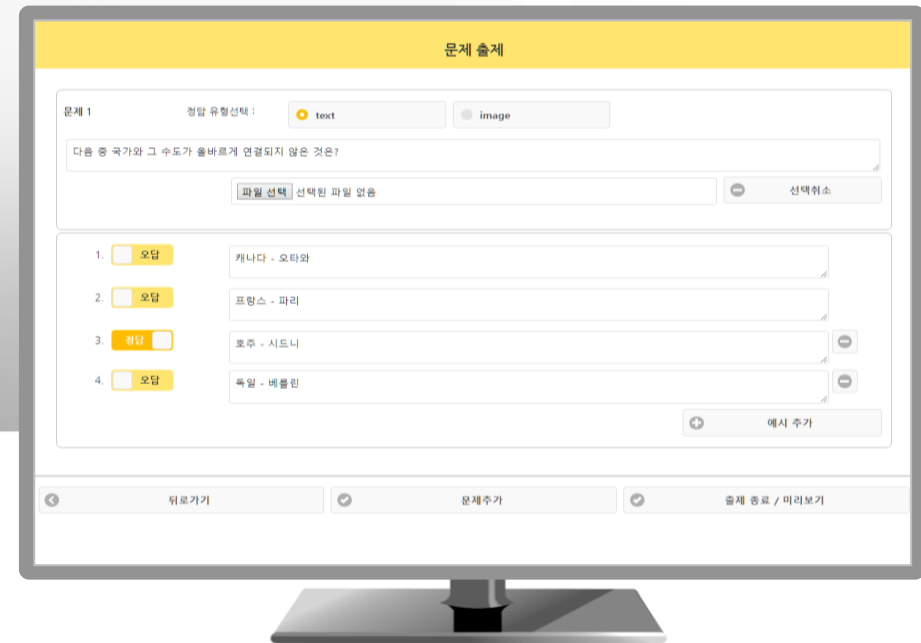 문제 출제
문제 1 정답 유형선택 : text image
다음 중 국가와 그 수도가 올바르게 연결되지 않은 것은?
파일 선택 선택된 파일 없음 선택취소
1. 오답 캐나다 - 오타와
2. 오답 프랑스 - 파리
3. 정답 호주 - 시드니
4. 오답 독일 - 베를린
예시 추가
뒤로가기 문제추가 출제 종료 / 미리보기